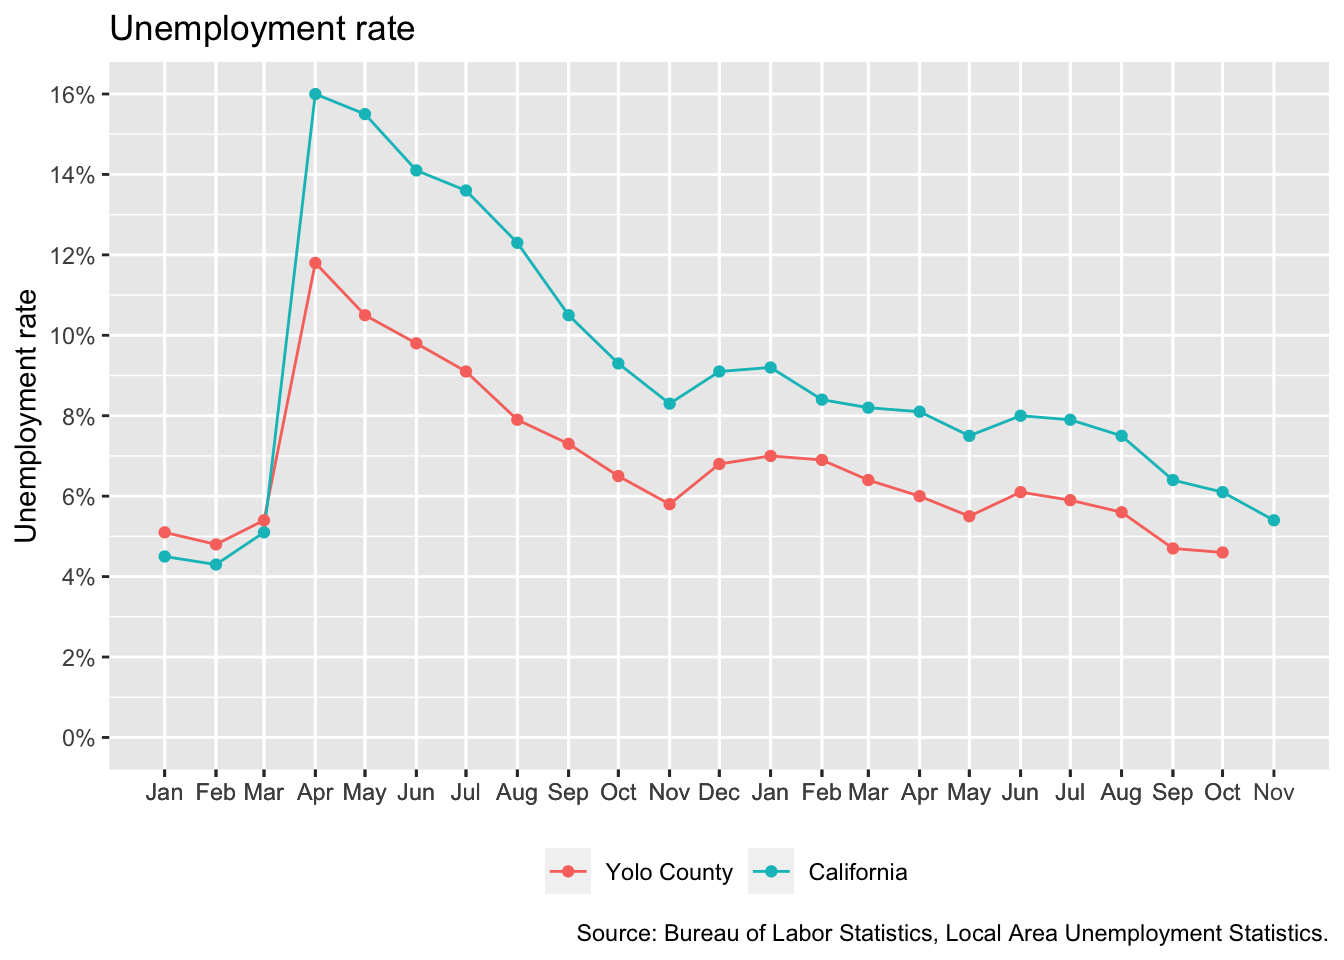 Unemployment rate
Unemployment rate
16%
14%
12%
10%
8%
6%
4%
2%
0%
Jan Feb Mar Apr May Jun Jul Aug Sep Oct Nov Dec Jan Feb Mar Apr May Jun Jul Aug Sep Oct Nov
Yolo County California
Source: Bureau of Labor Statistics, Local Area Unemployment Statistics.